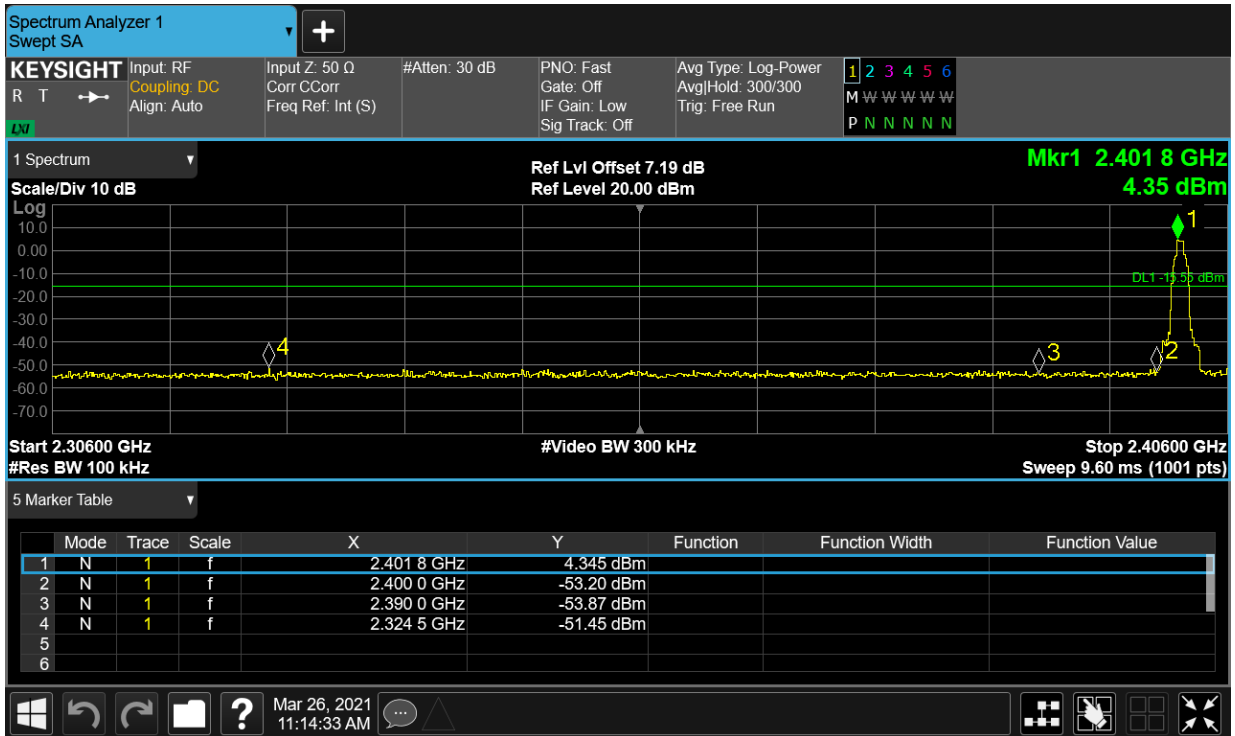 Spectrum Analyzer 1
Swept SA
KEYSIGHT
R T
LXI
Input: RF
Coupling: DC
Align: Auto
Input Z: 50 Ω
Corr CCorr
Freq Ref: Int (S)
#Atten: 30 dB
PNO: Fast
Gate: Off
IF Gain: Low
Sig Track: Off
Avg Type: Log-Power
Avg|Hold: 300/300
Trig: Free Run
1 2 3 4 5 6
M W W W W W
P N N N N N
1 Spectrum
Scale/Div 10 dB
Ref Lvl Offset 7.19 dB
Ref Level 20.00 dBm
Mkr1 2.401 8 GHz
4.35 dBm
Log
10.0
0.00
-10.0
-20.0
-30.0
-40.0
-50.0
-60.0
-70.0
1
DL1 -15.55 dBm
4
3
2
Start 2.30600 GHz
#Res BW 100 kHz
#Video BW 300 kHz
Stop 2.40600 GHz
Sweep 9.60 ms (1001 pts)
5 Marker Table
Mode Trace Scale X Y Function Function Width Function Value
1 N 1 f 2.401 8 GHz 4.345 dBm
2 N 1 f 2.400 0 GHz -53.20 dBm
3 N 1 f 2.390 0 GHz -53.87 dBm
4 N 1 f 2.324 5 GHz -51.45 dBm
5
6
?
Mar 26, 2021
11:14:33 AM